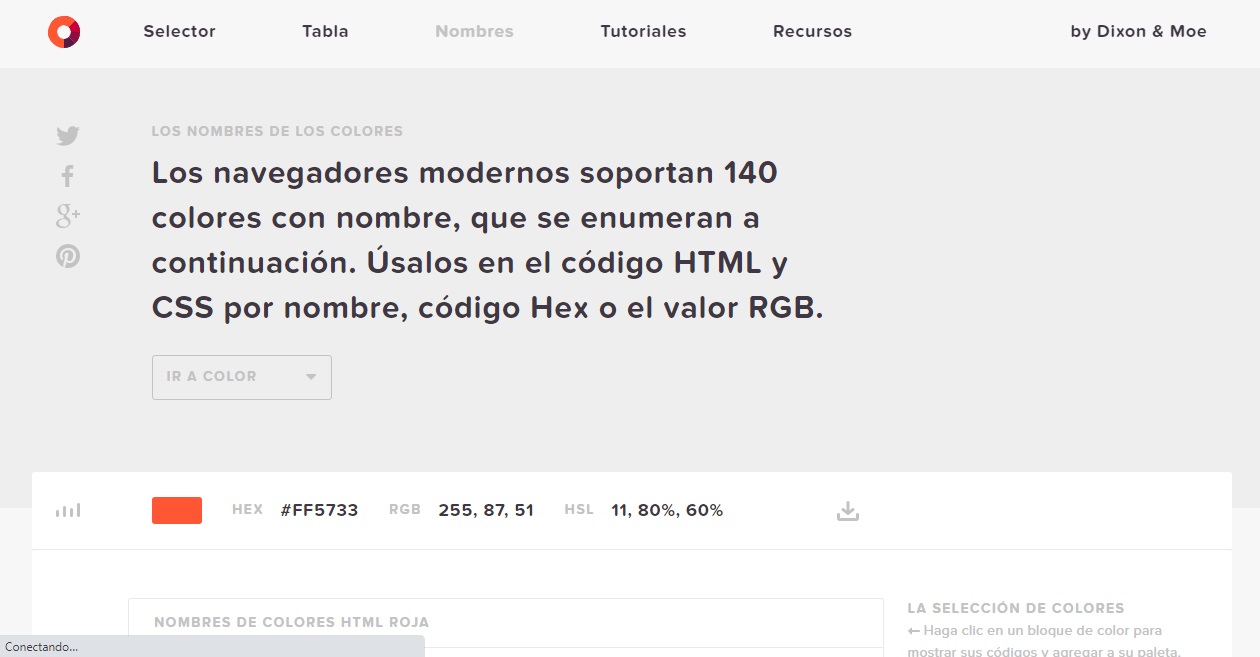 Selector
Tabla
Nombres
Tutoriales
Recursos
by Dixon & Moe
LOS NOMBRES DE LOS COLORES
Los navegadores modernos soportan 140
colores con nombre, que se enumeran a
continuación. Úsalos en el código HTML y
CSS por nombre, código Hex o el valor RGB.
IR A COLOR
HEX #FF5733 RGB 255, 87, 51 HSL 11, 80%, 60%
NOMBRES DE COLORES HTML ROJA
LA SELECCIÓN DE COLORES
← Haga clic en un bloque de color para
mostrar sus códigos y agregar a su paleta.
Conectando...